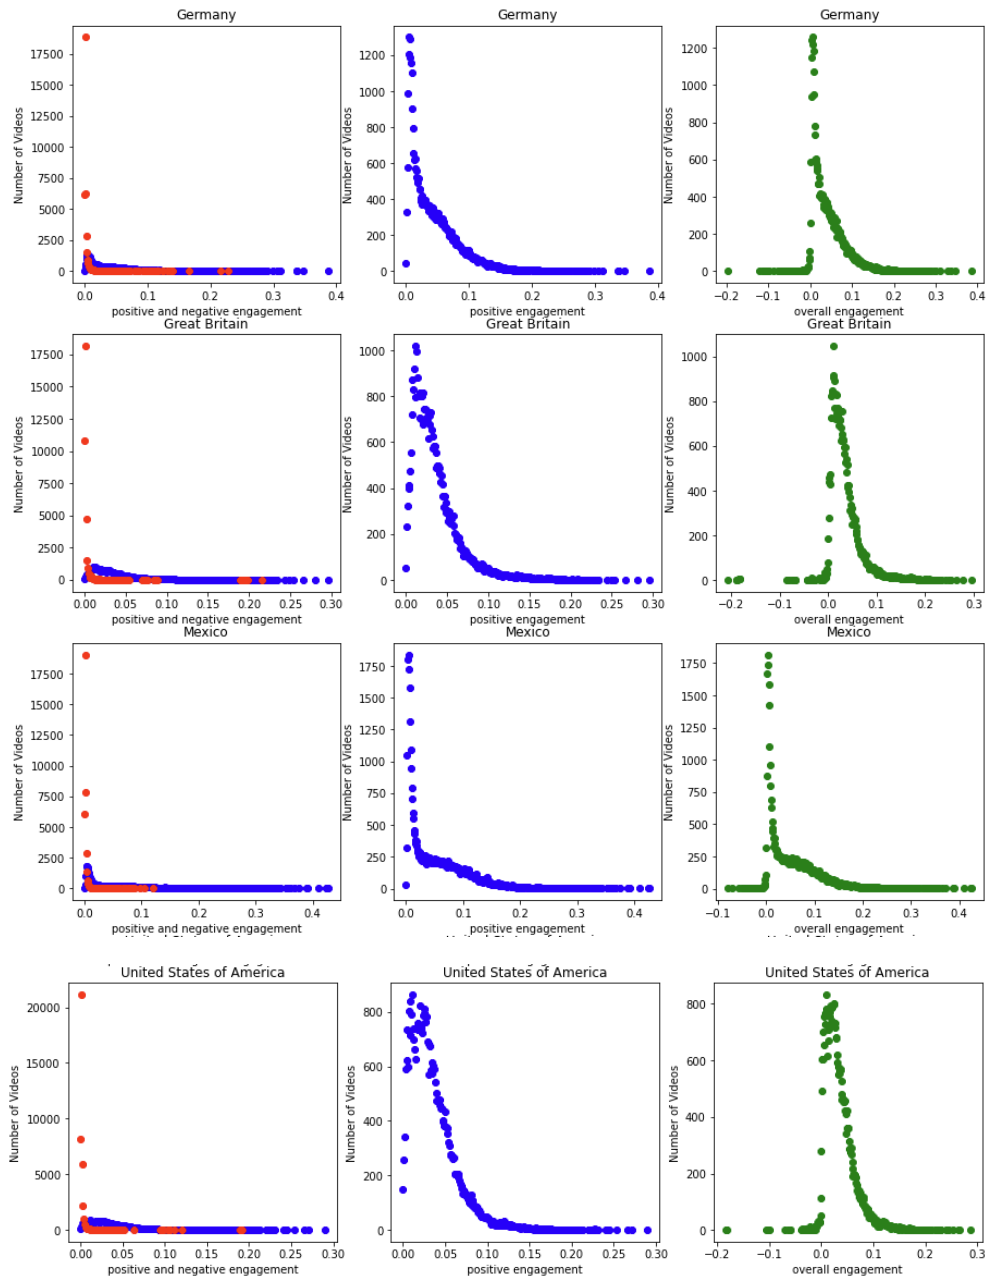 Germany
Number of Videos
17500
15000
12500
10000
7500
5000
2500
0
0.0 0.1 0.2 0.3 0.4
positive and negative engagement
Germany
Number of Videos
1200
1000
800
600
400
200
0
0.0 0.1 0.2 0.3 0.4
positive engagement
Germany
Number of Videos
1200
1000
800
600
400
200
0
−0.2 −0.1 0.0 0.1 0.2 0.3 0.4
overall engagement
Great Britain
Number of Videos
17500
15000
12500
10000
7500
5000
2500
0
0.00 0.05 0.10 0.15 0.20 0.25 0.30
positive and negative engagement
Great Britain
Number of Videos
1000
800
600
400
200
0
0.00 0.05 0.10 0.15 0.20 0.25 0.30
positive engagement
Great Britain
Number of Videos
1000
800
600
400
200
0
−0.2 −0.1 0.0 0.1 0.2 0.3
overall engagement
Mexico
Number of Videos
17500
15000
12500
10000
7500
5000
2500
0
0.0 0.1 0.2 0.3 0.4
positive and negative engagement
Mexico
Number of Videos
1750
1500
1250
1000
750
500
250
0
0.0 0.1 0.2 0.3 0.4
positive engagement
Mexico
Number of Videos
1750
1500
1250
1000
750
500
250
0
−0.1 0.0 0.1 0.2 0.3 0.4
overall engagement
United States of America
Number of Videos
20000
15000
10000
5000
0
0.00 0.05 0.10 0.15 0.20 0.25 0.30
positive and negative engagement
United States of America
Number of Videos
800
600
400
200
0
0.00 0.05 0.10 0.15 0.20 0.25 0.30
positive engagement
United States of America
Number of Videos
800
600
400
200
0
−0.2 −0.1 0.0 0.1 0.2 0.3
overall engagement